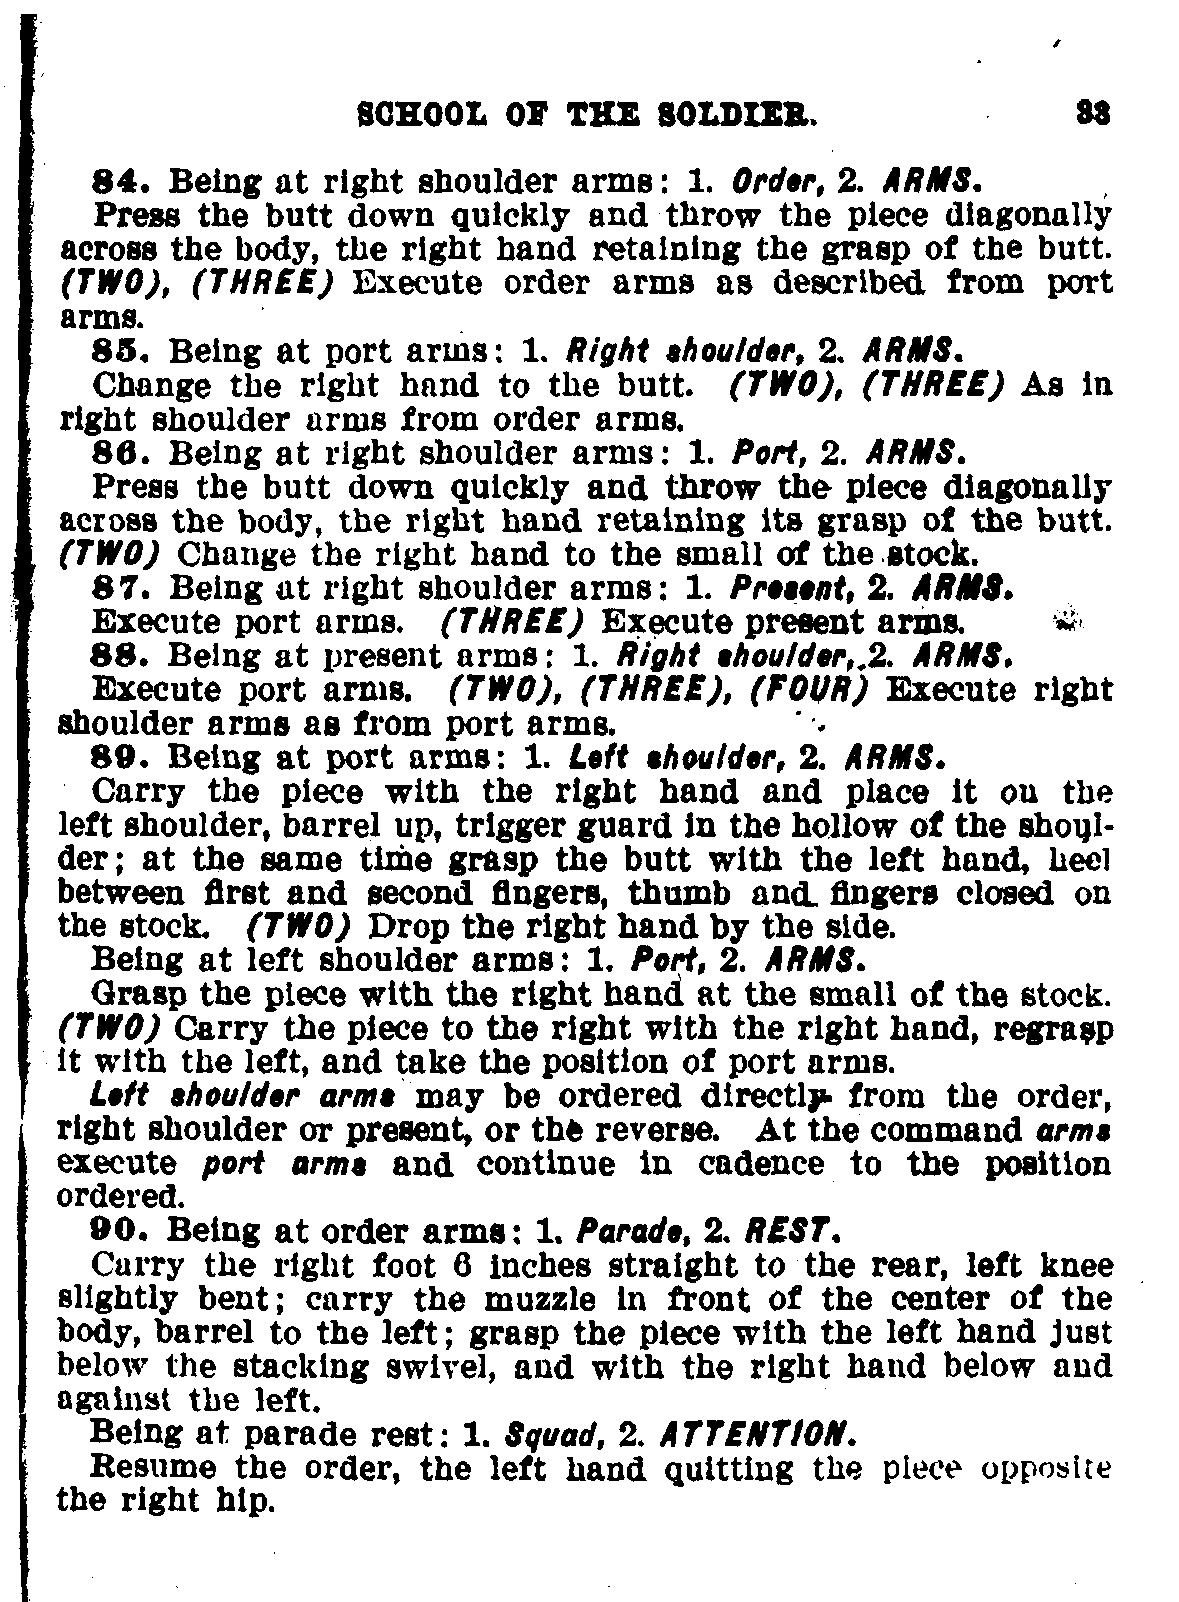 SCHOOL OF THE SOLDIER. 33
84. Being at right shoulder arms: 1. Order, 2. ARMS.
Press the butt down quickly and throw the piece diagonally
across the body, the right hand retaining the grasp of the butt.
(TWO), (THREE) Execute order arms as described from port
arms.
85. Being at port arms: 1. Right shoulder, 2. ARMS.
Change the right hand to the butt. (TWO), (THREE) As in
right shoulder arms from order arms.
86. Being at right shoulder arms: 1. Port, 2. ARMS.
Press the butt down quickly and throw the piece diagonally
across the body, the right hand retaining its grasp of the butt.
(TWO) Change the right hand to the small of the stock.
87. Being at right shoulder arms: 1. Present, 2. ARMS.
Execute port arms. (THREE) Execute present arms.
88. Being at present arms: 1. Right shoulder, 2. ARMS.
Execute port arms. (TWO), (THREE), (FOUR) Execute right
shoulder arms as from port arms.
89. Being at port arms: 1. Left shoulder, 2. ARMS.
Carry the piece with the right hand and place it on the
left shoulder, barrel up, trigger guard in the hollow of the shoul-
der; at the same time grasp the butt with the left hand, heel
between first and second fingers, thumb and fingers closed on
the stock. (TWO) Drop the right hand by the side.
Being at left shoulder arms: 1. Port, 2. ARMS.
Grasp the piece with the right hand at the small of the stock.
(TWO) Carry the piece to the right with the right hand, regrasp
it with the left, and take the position of port arms.
Left shoulder arms may be ordered directly from the order,
right shoulder or present, or the reverse. At the command arms
execute port arms and continue in cadence to the position
ordered.
90. Being at order arms: 1. Parade, 2. REST.
Carry the right foot 6 inches straight to the rear, left knee
slightly bent; carry the muzzle in front of the center of the
body, barrel to the left; grasp the piece with the left hand just
below the stacking swivel, and with the right hand below and
against the left.
Being at parade rest: 1. Squad, 2. ATTENTION.
Resume the order, the left hand quitting the piece opposite
the right hip.